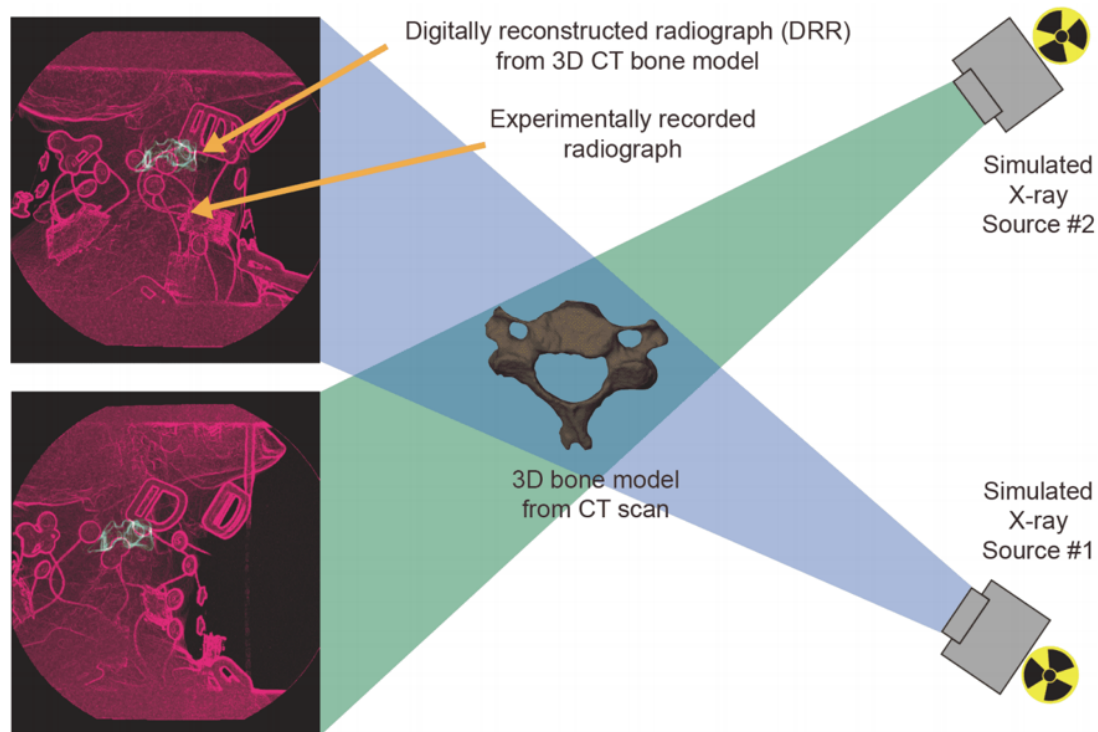 Digitally reconstructed radiograph (DRR)
from 3D CT bone model
Experimentally recorded
radiograph
Simulated
X-ray
Source #2
3D bone model
from CT scan
Simulated
X-ray
Source #1